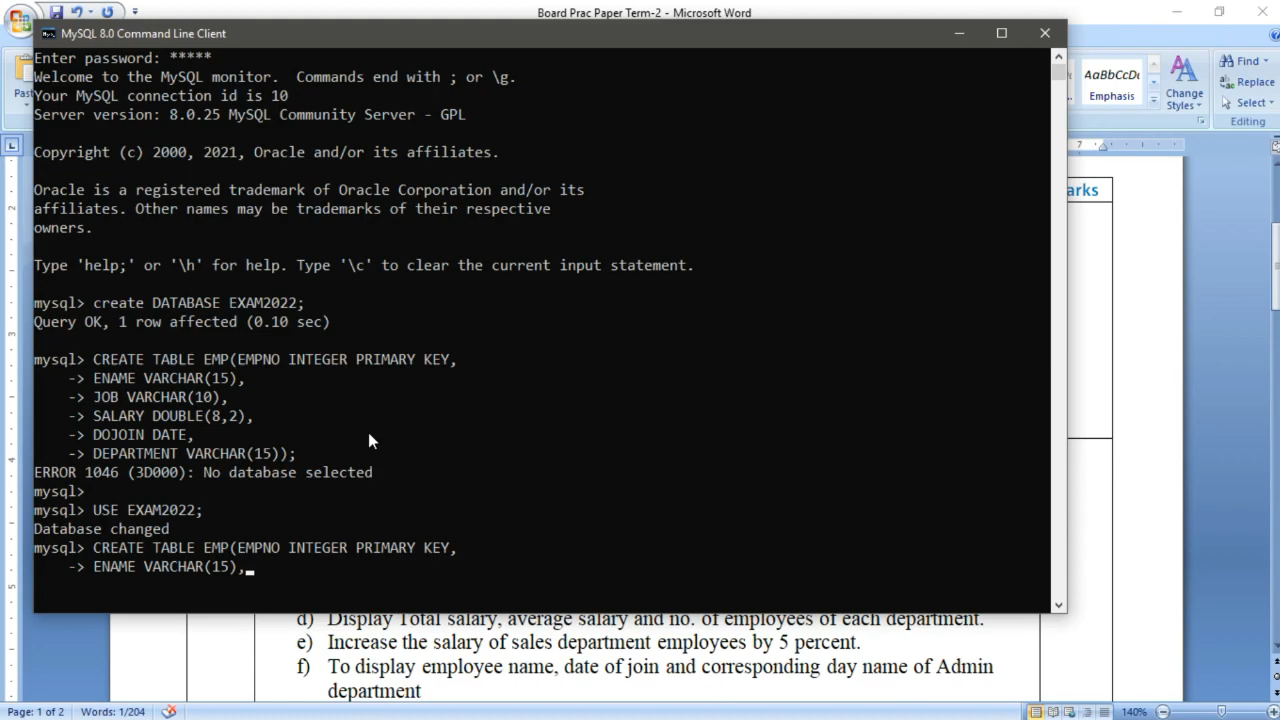 Board Prac Paper Term-2 - Microsoft Word
MySQL 8.0 Command Line Client
Enter password: *****
Welcome to the MySQL monitor.  Commands end with ; or \g.
Your MySQL connection id is 10
Server version: 8.0.25 MySQL Community Server - GPL
Copyright (c) 2000, 2021, Oracle and/or its affiliates.
Oracle is a registered trademark of Oracle Corporation and/or its
affiliates. Other names may be trademarks of their respective
owners.
Type 'help;' or '\h' for help. Type '\c' to clear the current input statement.
mysql> create DATABASE EXAM2022;
Query OK, 1 row affected (0.10 sec)
mysql> CREATE TABLE EMP(EMPNO INTEGER PRIMARY KEY,
-> ENAME VARCHAR(15),
-> JOB VARCHAR(10),
-> SALARY DOUBLE(8,2),
-> DOJOIN DATE,
-> DEPARTMENT VARCHAR(15));
ERROR 1046 (3D000): No database selected
mysql>
mysql> USE EXAM2022;
Database changed
mysql> CREATE TABLE EMP(EMPNO INTEGER PRIMARY KEY,
-> ENAME VARCHAR(15),
Past
AaBbCcDı
Emphasis
Change
Styles
Find
Replace
Select
Editing
7
arks
2
3
4
5
d) Display Total salary, average salary and no. of employees of each department.
e) Increase the salary of sales department employees by 5 percent.
f) To display employee name, date of join and corresponding day name of Admin
department
Page: 1 of 2
Words: 1/204
140%